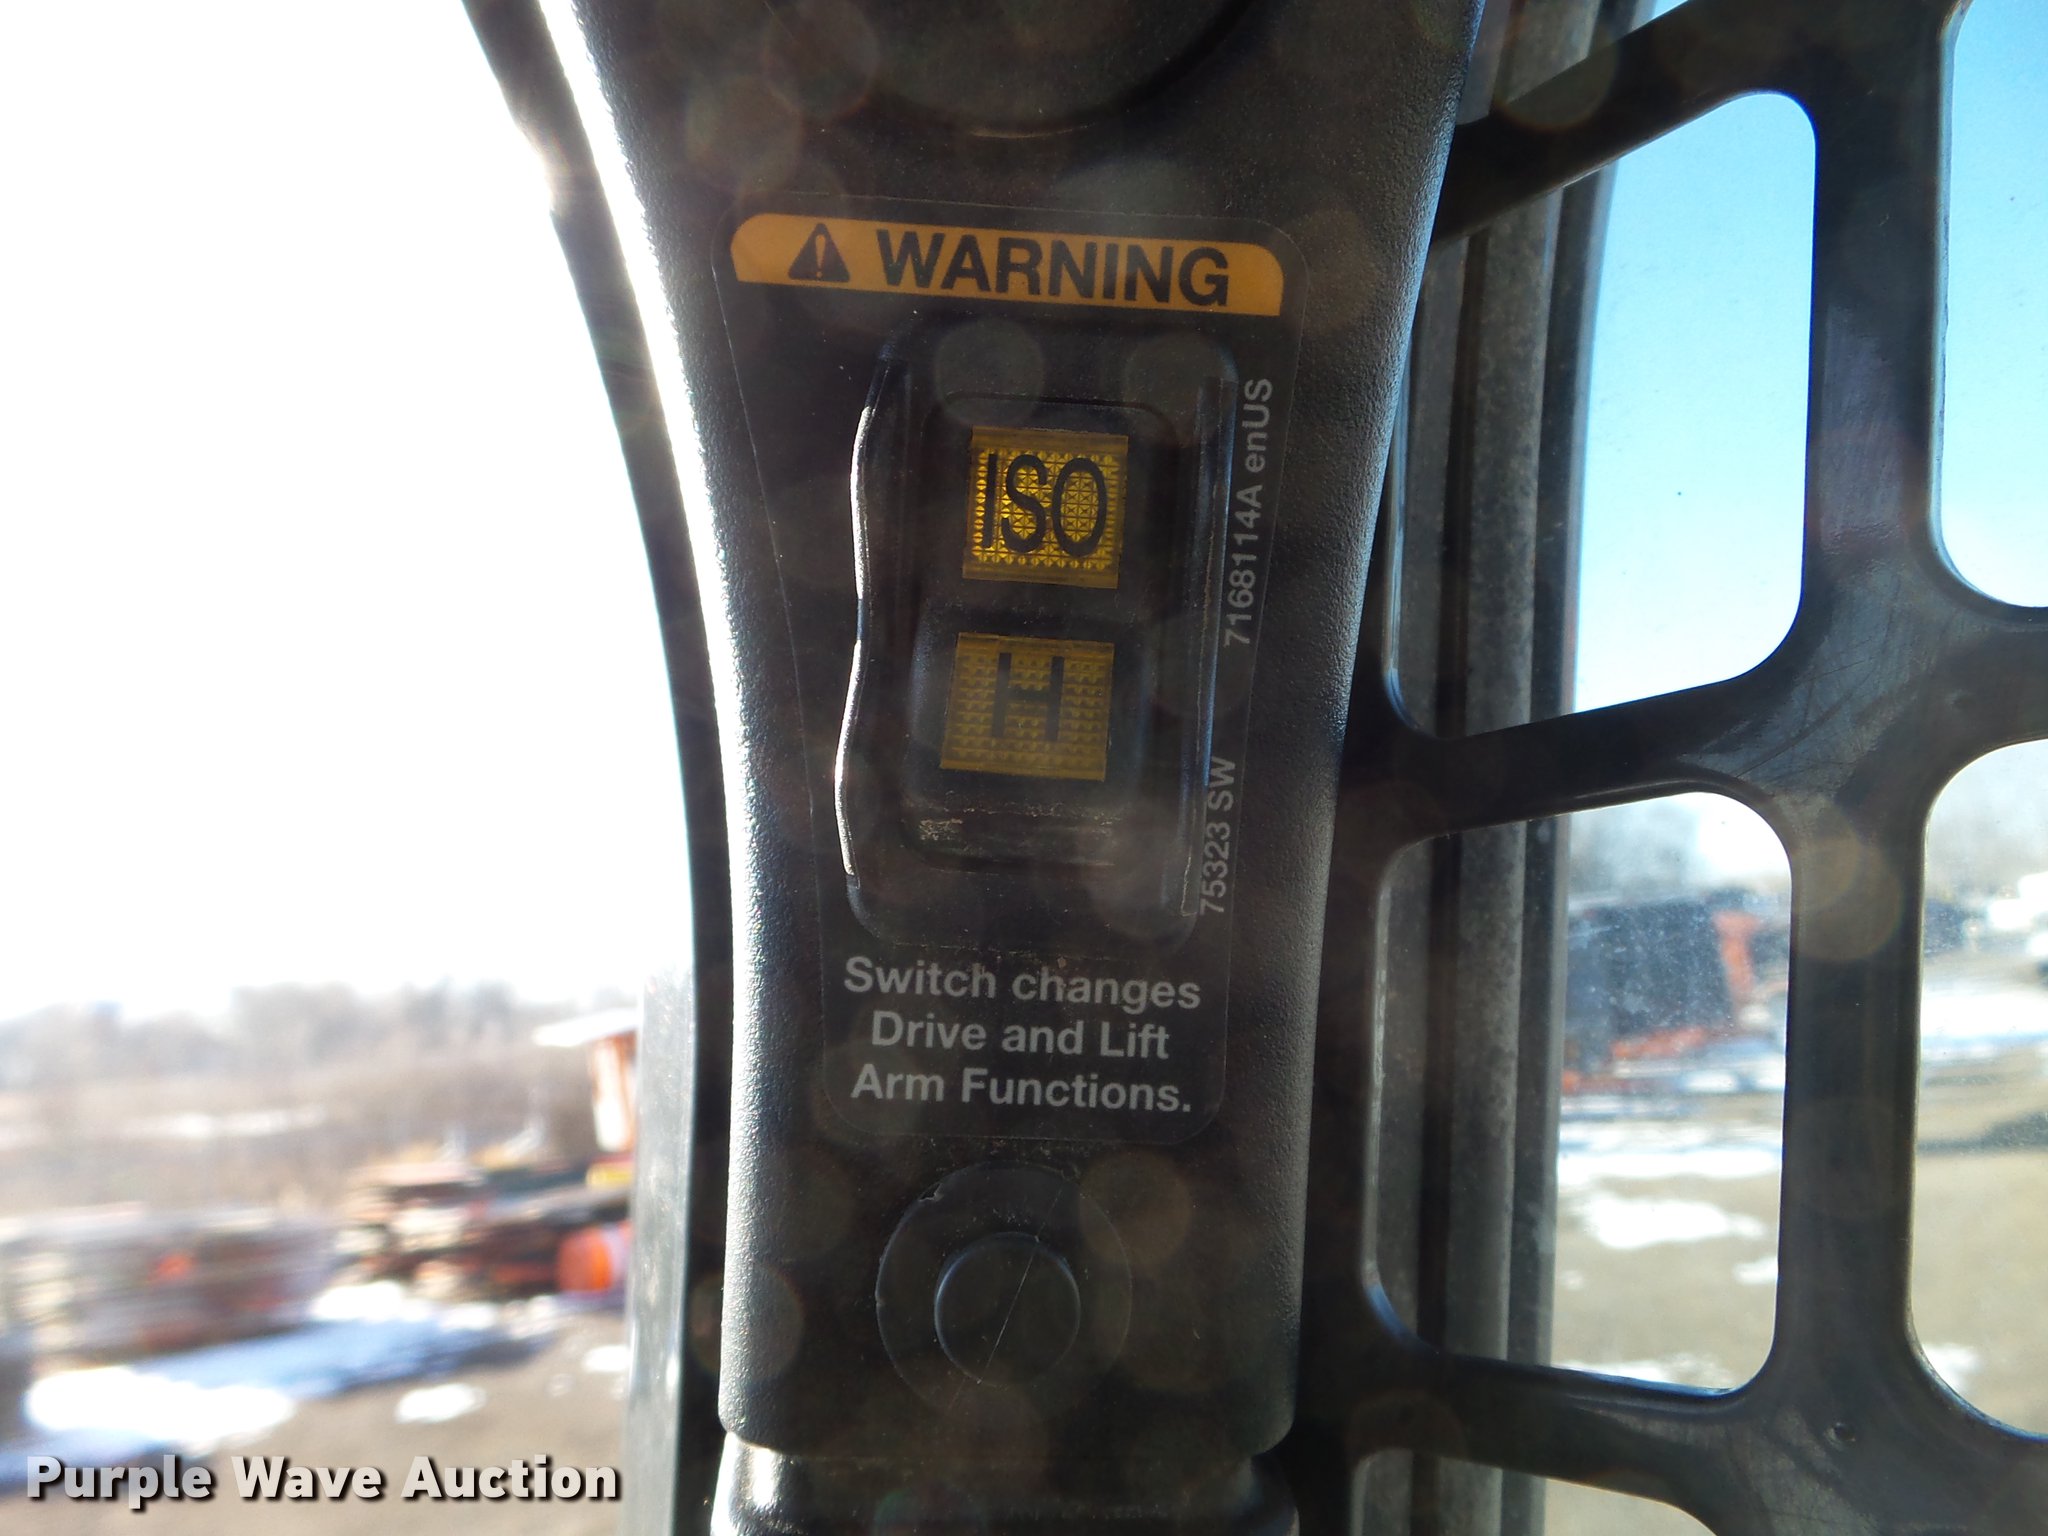 WARNING
ISO
H
7168114A enUS
75323 SW
Switch changes
Drive and Lift
Arm Functions.
Purple Wave Auction